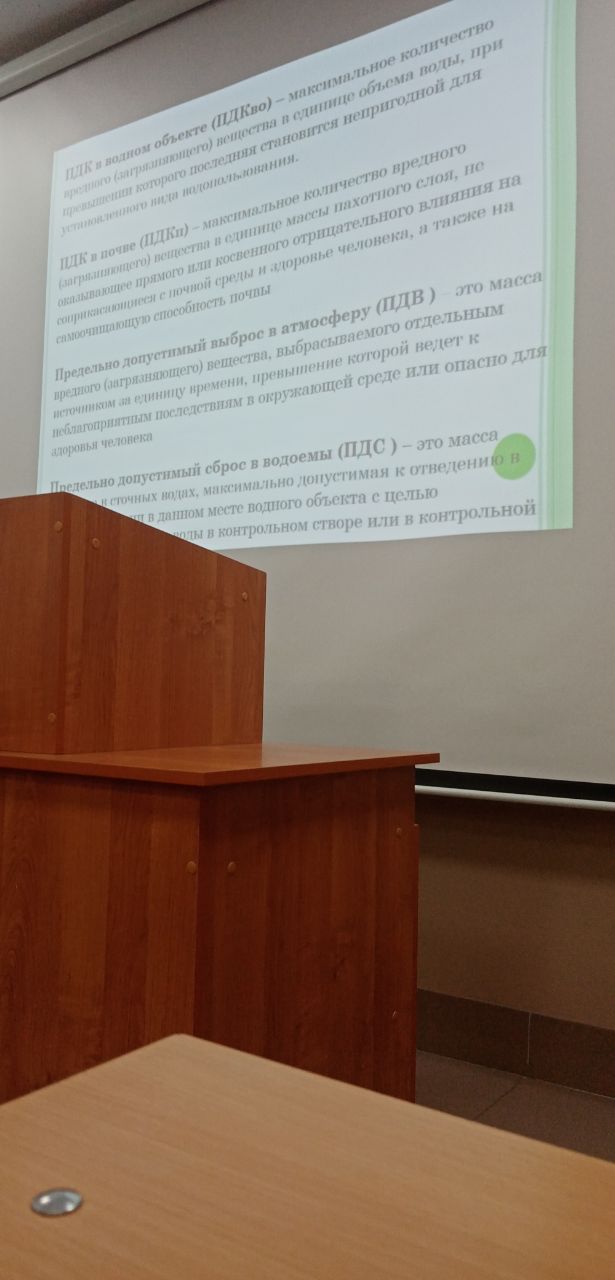 ПДК в водном объекте (ПДКво) – максимальное количество
вредного (загрязняющего) вещества в единице объема воды, при
превышении которого последняя становится непригодной для
установленного вида водопользования.
ПДК в почве (ПДКп) – максимальное количество вредного
(загрязняющего) вещества в единице массы пахотного слоя, не
оказывающее прямого или косвенного отрицательного влияния на
соприкасающиеся с почной среды и здоровье человека, а также на
самоочищающую способность почвы
Предельно допустимый выброс в атмосферу (ПДВ ) – это масса
вредного (загрязняющего) вещества, выбрасываемого отдельным
источником за единицу времени, превышение которой ведет к
неблагоприятным последствиям в окружающей среде или опасно для
здоровья человека
Предельно допустимый сброс в водоемы (ПДС ) – это масса
в сточных водах, максимально допустимая к отведению в
в данном месте водного объекта с целью
воды в контрольном створе или в контрольной